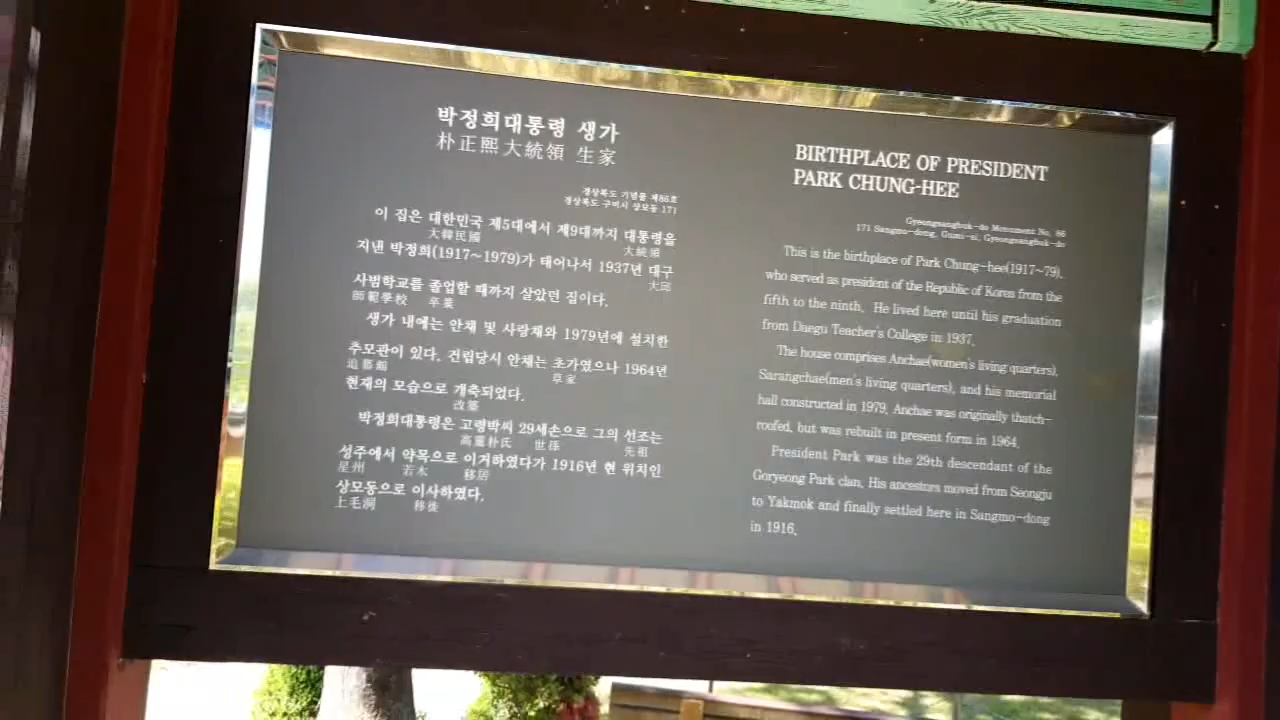 박정희대통령 생가
朴正熙大統領 生家
경상북도 기념물 제86호
경상북도 구미시 상모동 171
이 집은 대한민국 제5대에서 제9대까지 대통령을
大韓民國 大統領
지낸 박정희(1917~1979)가 태어나서 1937년 대구
大邱
사범학교를 졸업할 때까지 살았던 집이다.
師範學校 卒業
생가 내에는 안채 및 사랑채와 1979년에 설치한
추모관이 있다. 건립당시 안채는 초가였으나 1964년
追慕館 草家
현재의 모습으로 개축되었다.
改築
박정희대통령은 고령박씨 29세손으로 그의 선조는
高靈朴氏 世孫 先祖
성주에서 약목으로 이거하였다가 1916년 현 위치인
星州 若木 移居
상모동으로 이사하였다.
上毛洞 移徙
BIRTHPLACE OF PRESIDENT
PARK CHUNG-HEE
Gyeongsangbuk-do Monument No. 86
171 Sangmo-dong, Gumi-si, Gyeongsangbuk-do
This is the birthplace of Park Chung-hee(1917~79),
who served as president of the Republic of Korea from the
fifth to the ninth. He lived here until his graduation
from Daegu Teacher's College in 1937.
The house comprises Anchae(women's living quarters),
Sarangchae(men's living quarters), and his memorial
hall constructed in 1979. Anchae was originally thatch-
roofed, but was rebuilt in present form in 1964.
President Park was the 29th descendant of the
Goryeong Park clan. His ancestors moved from Seongju
to Yakmok and finally settled here in Sangmo-dong
in 1916.